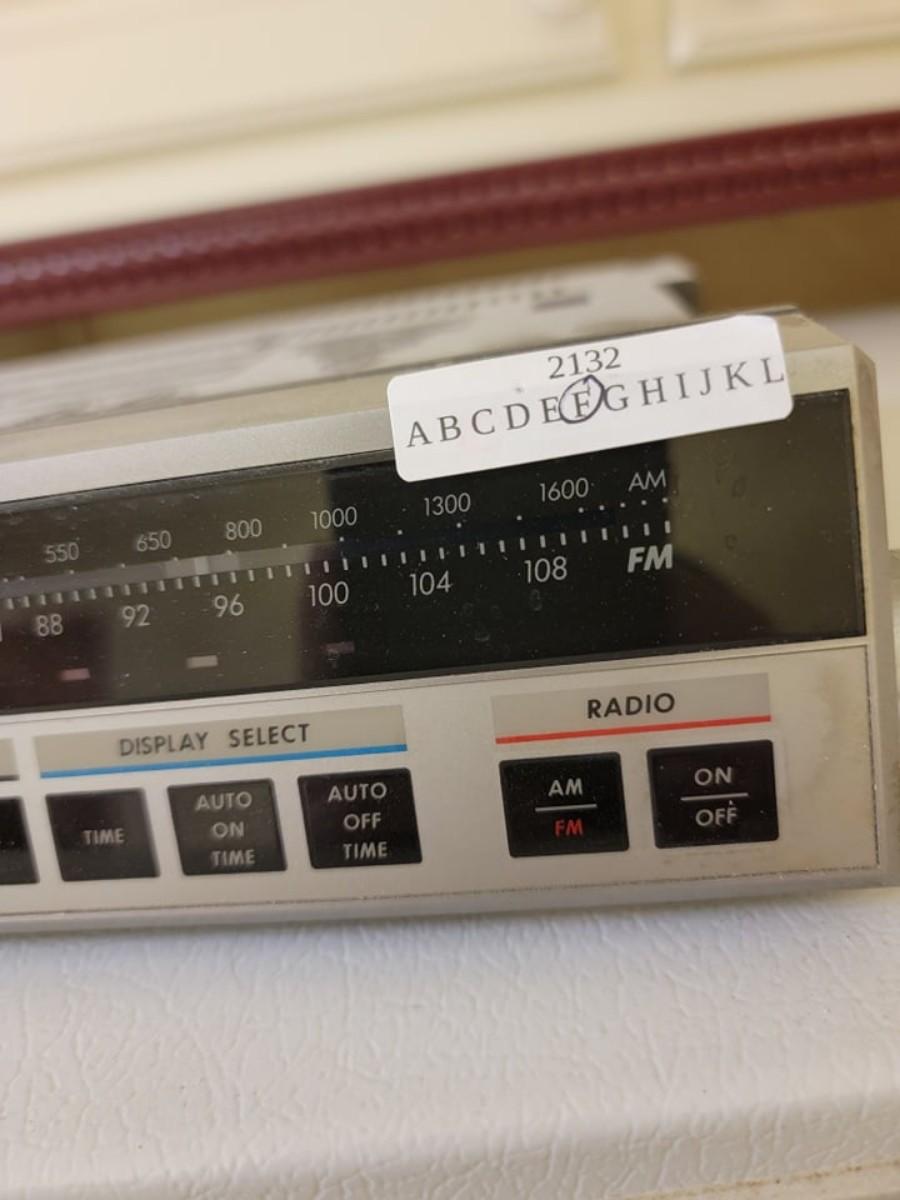 2132
A B C D E F G H I J K L
550 650 800 1000 1300 1600 AM
88 92 96 100 104 108 FM
DISPLAY SELECT
RADIO
TIME
AUTO
ON
TIME
AUTO
OFF
TIME
AM
FM
ON
OFF